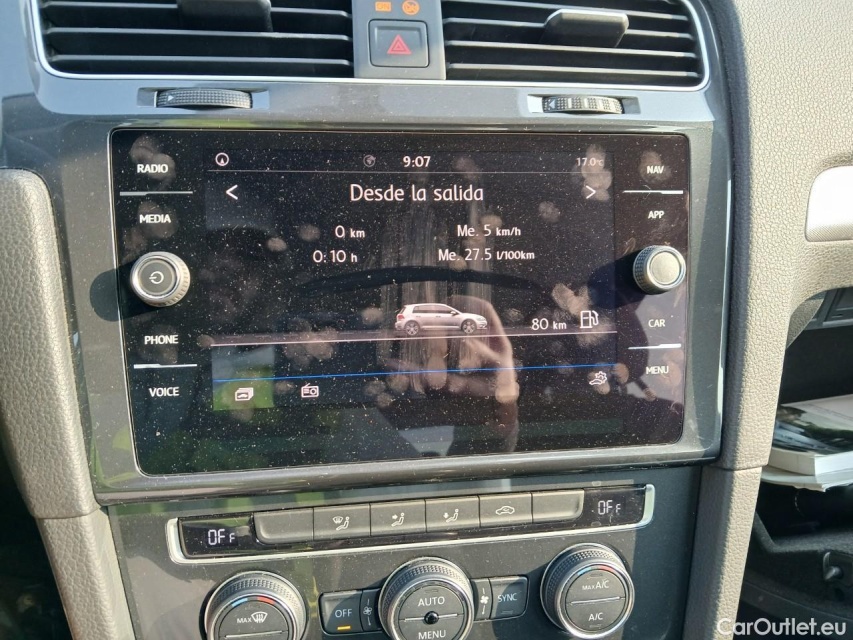 RADIO
9:07
17.0°C
NAV
MEDIA
Desde la salida
APP
0 km
Me. 5 km/h
0:10 h
Me. 27.5 l/100km
PHONE
80 km
CAR
VOICE
MENU
OFF
OFF
OFF
AUTO
SYNC
MAX A/C
MAX
MENU
A/C
CarOutlet.eu